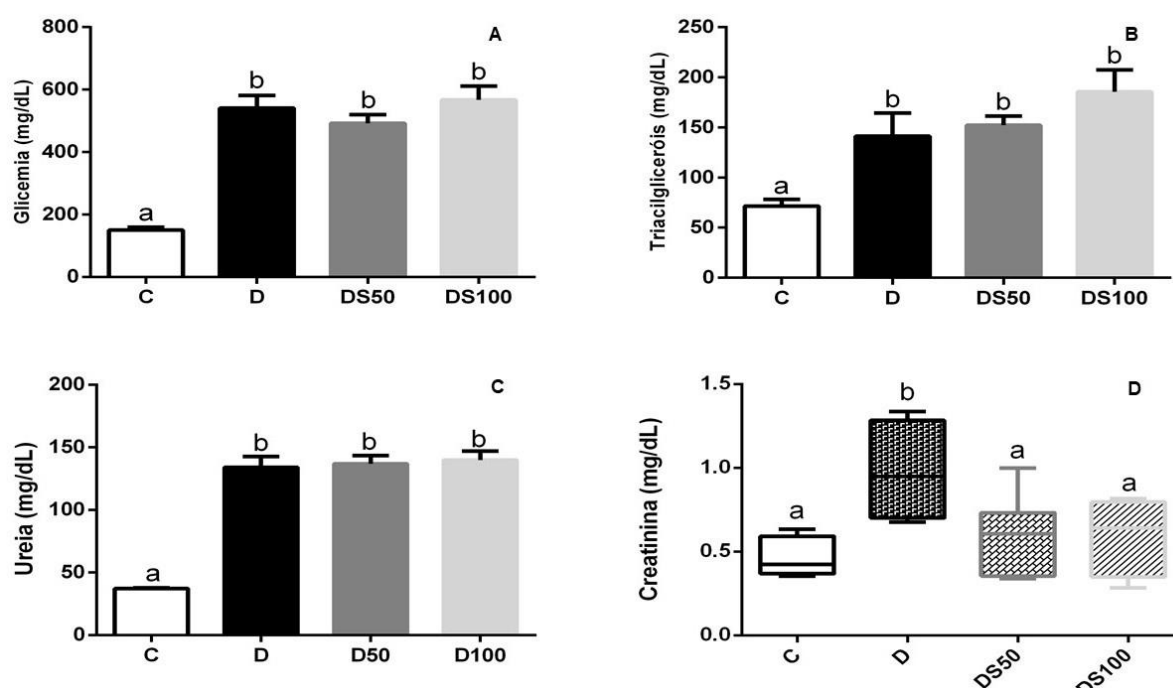 A
Glicemia (mg/dL)
800
600
400
200
0
a
b
b
b
C
D
DS50
DS100
B
Triacilgliceróis (mg/dL)
250
200
150
100
50
0
a
b
b
b
C
D
DS50
DS100
C
Ureia (mg/dL)
200
150
100
50
0
a
b
b
b
C
D
D50
D100
D
Creatinina (mg/dL)
1.5
1.0
0.5
0.0
a
b
a
a
C
D
DS50
DS100